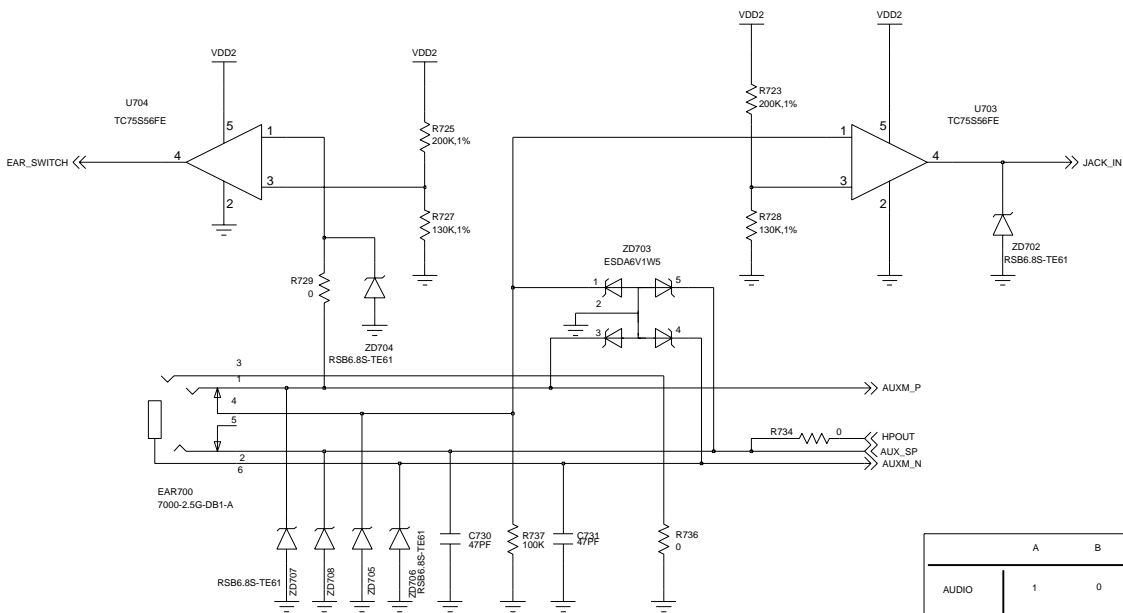 VDD2
VDD2
VDD2
VDD2
U704
TC75S56FE
R723
200K,1%
U703
TC75S56FE
5
1
R725
200K,1%
1
5
EAR_SWITCH
4
4
JACK_IN
3
3
2
R727
130K,1%
R728
130K,1%
2
ZD703
ESDA6V1W5
ZD702
RSB6.8S-TE61
R729
0
1
5
2
3
4
ZD704
RSB6.8S-TE61
3
1
AUXM_P
4
5
R734
0
HPOUT
AUX_SP
2
AUXM_N
6
EAR700
7000-2.5G-DB1-A
C730
47PF
R737
100K
C731
47PF
R736
0
RSB6.8S-TE61
ZD707
ZD708
ZD705
ZD706
RSB6.8S-TE61
A
B
AUDIO
1
0